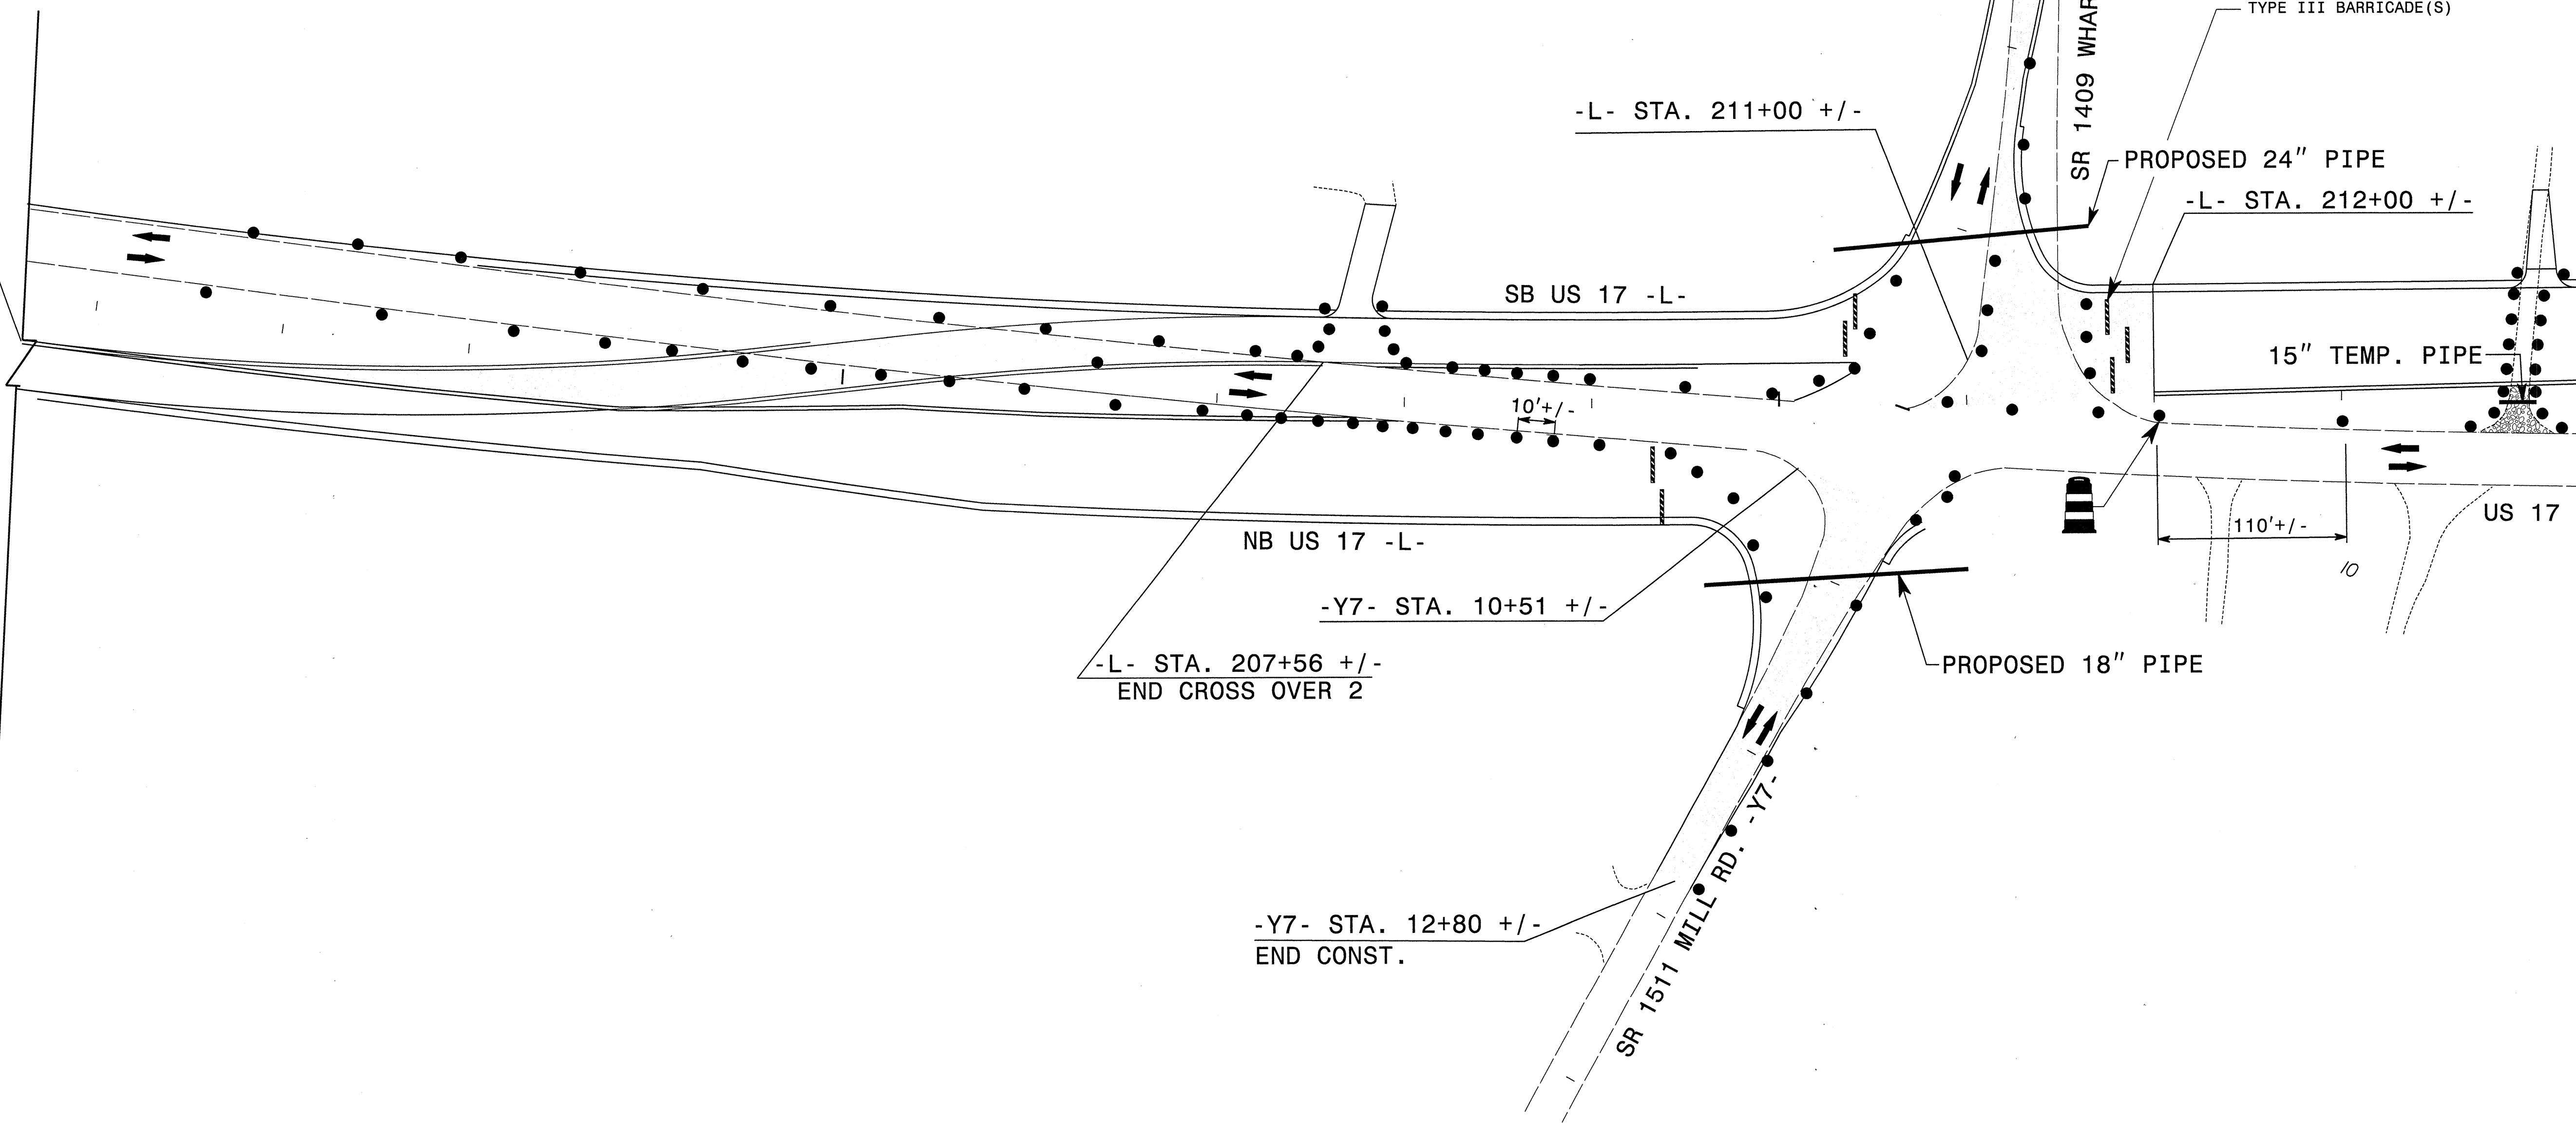 TYPE III BARRICADE(S)
SR 1409
-L- STA. 211+00 +/-
PROPOSED 24" PIPE
-L- STA. 212+00 +/-
SB US 17 -L-
15" TEMP. PIPE
10'+/-
US 17
110'+/-
10
NB US 17 -L-
-Y7- STA. 10+51 +/-
-L- STA. 207+56 +/-
END CROSS OVER 2
PROPOSED 18" PIPE
SR 1511 MILL RD. -Y7-
-Y7- STA. 12+80 +/-
END CONST.